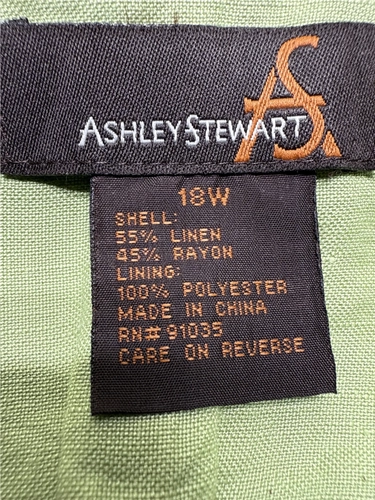 ASHLEY STEWART
AS
18W
SHELL:
55% LINEN
45% RAYON
LINING:
100% POLYESTER
MADE IN CHINA
RN# 91035
CARE ON REVERSE